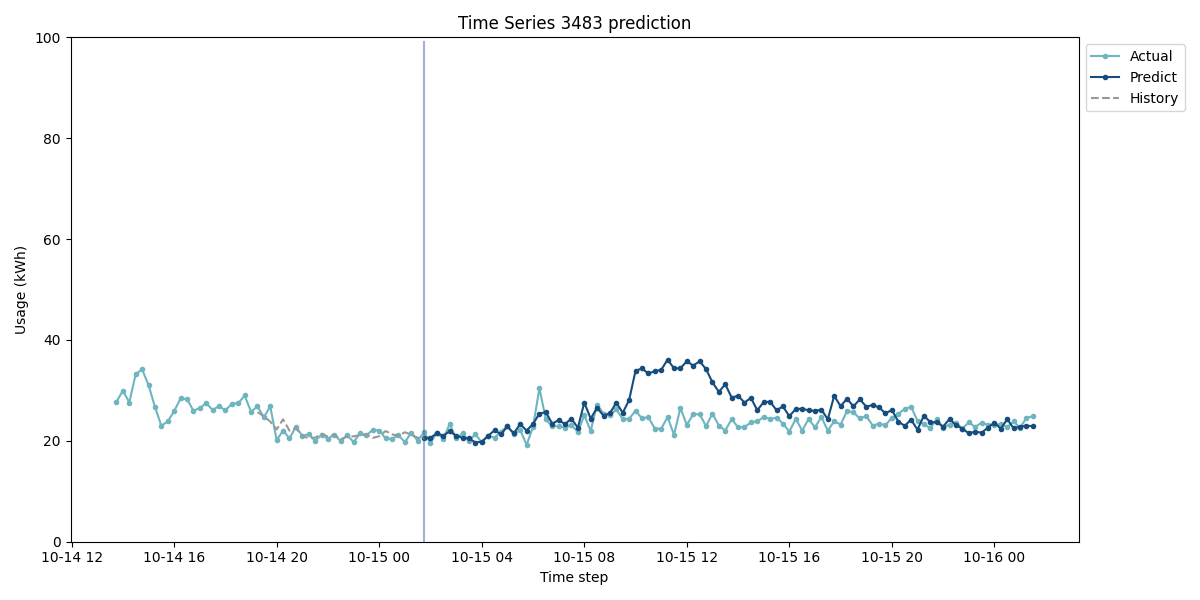 Time Series 3483 prediction
100
80
60
40
20
0
Usage (kWh)
10-14 12
10-14 16
10-14 20
10-15 00
10-15 04
10-15 08
10-15 12
10-15 16
10-15 20
10-16 00
Time step
Actual
Predict
History